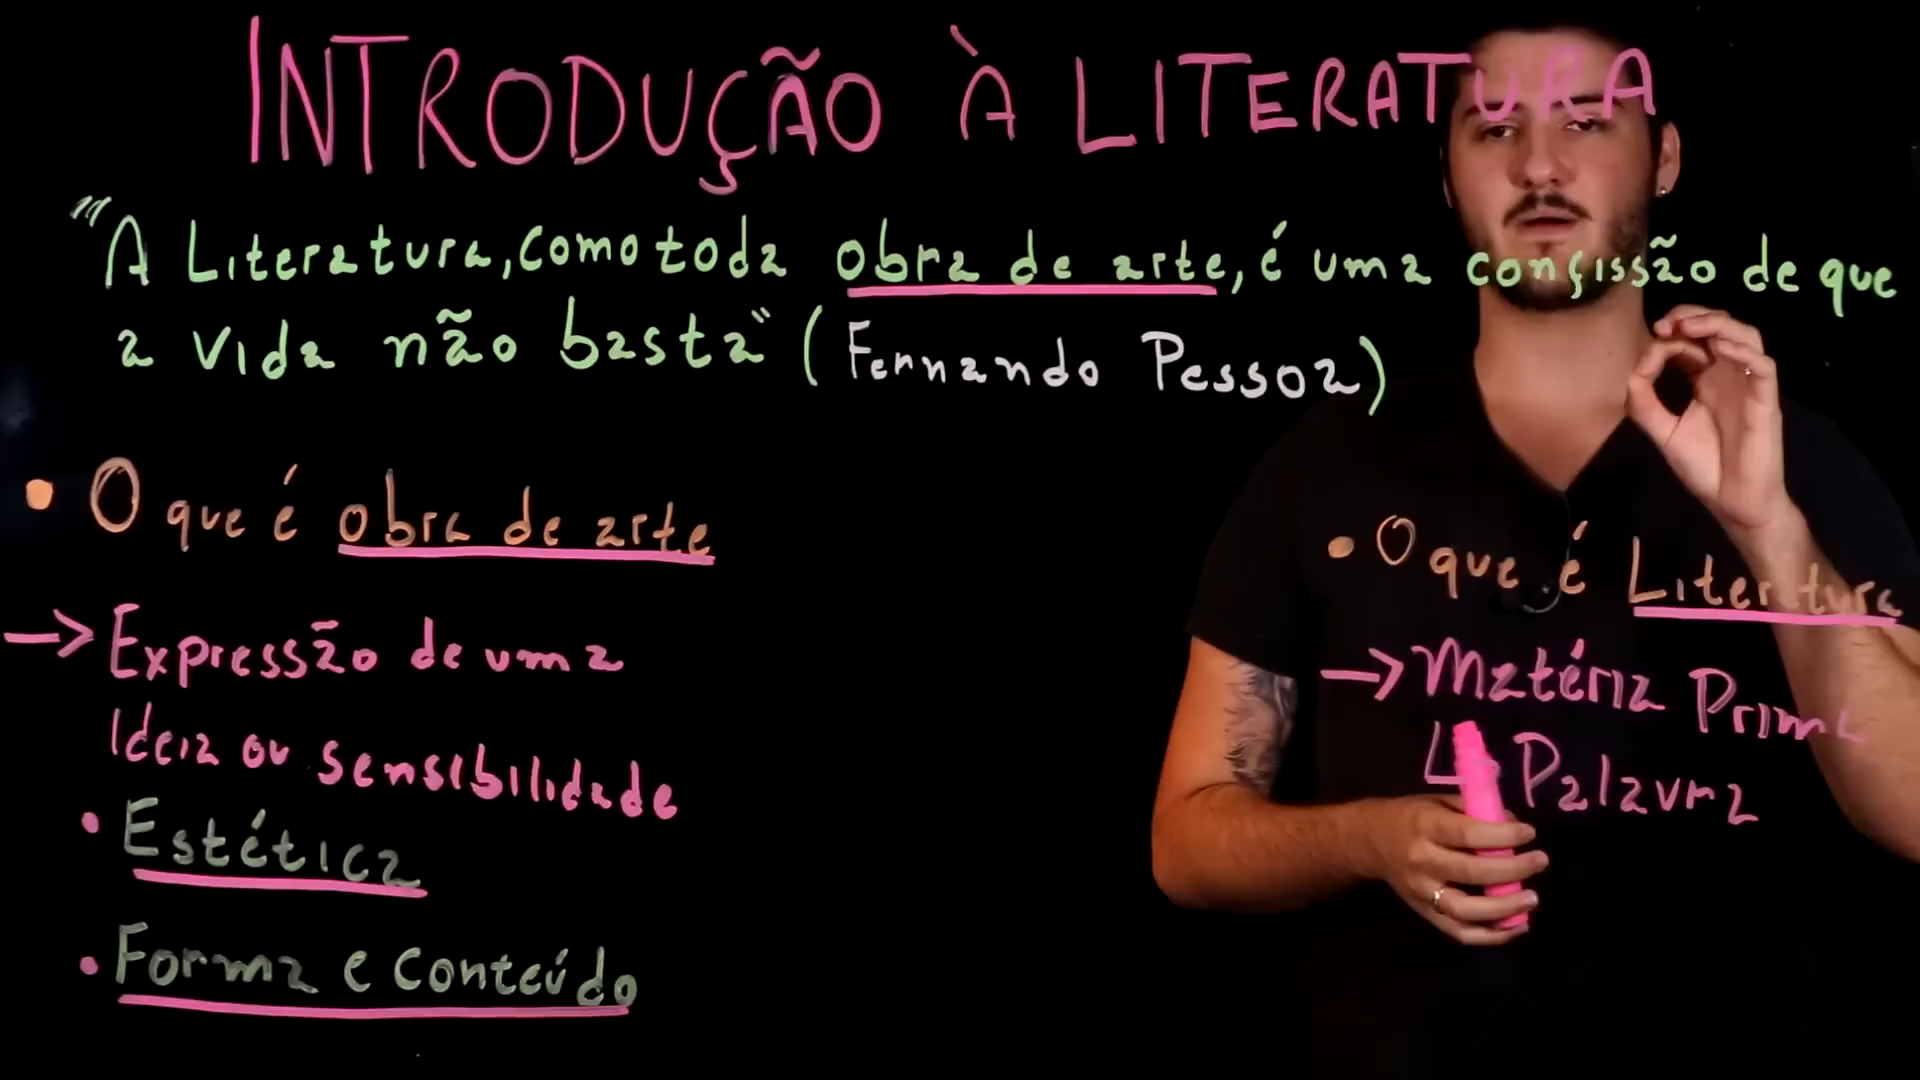 INTRODUÇÃO À LITERATURA
"A Literatura, como toda obra de arte, é uma confissão de que
a vida não basta" (Fernando Pessoa)
• O que é obra de arte
→ Expressão de uma
Ideia ou sensibilidade
• Estética
• Forma e Conteúdo
• O que é Literatura
→ Matéria Prima
↳ Palavra